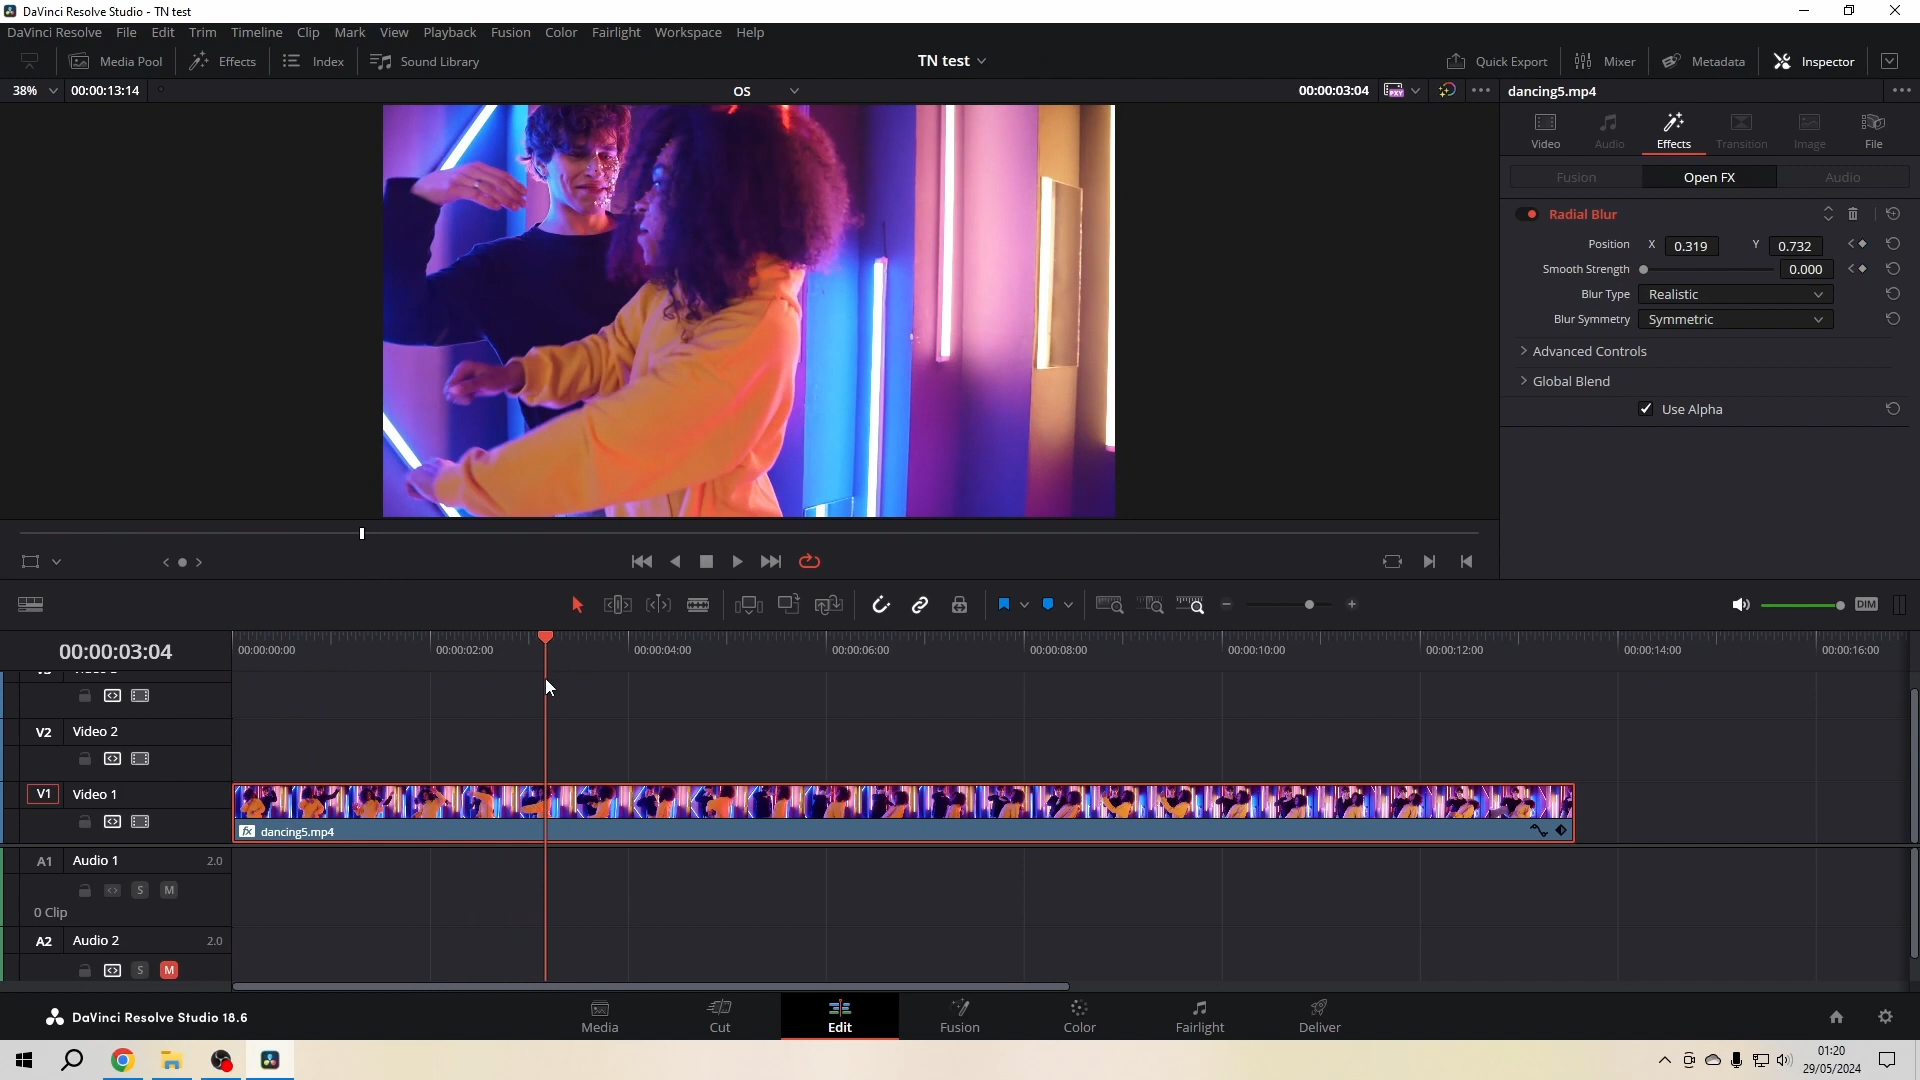 DaVinci Resolve Studio - TN test
DaVinci Resolve File Edit Trim Timeline Clip Mark View Playback Fusion Color Fairlight Workspace Help
Media Pool Effects Index Sound Library TN test Quick Export Mixer Metadata Inspector
38% 00:00:13:14 OS 00:00:03:04 PXY dancing5.mp4
Video Audio Effects Transition Image File
Fusion Open FX Audio
Radial Blur
Position X 0.319 Y 0.732
Smooth Strength 0.000
Blur Type Realistic
Blur Symmetry Symmetric
Advanced Controls
Global Blend
Use Alpha
DIM
00:00:03:04
00:00:00:00 00:00:02:00 00:00:04:00 00:00:06:00 00:00:08:00 00:00:10:00 00:00:12:00 00:00:14:00 00:00:16:00
V2 Video 2
V1 Video 1
fx dancing5.mp4
A1 Audio 1 2.0
S M
0 Clip
A2 Audio 2 2.0
S M
DaVinci Resolve Studio 18.6
Media Cut Edit Fusion Color Fairlight Deliver
01:20
29/05/2024